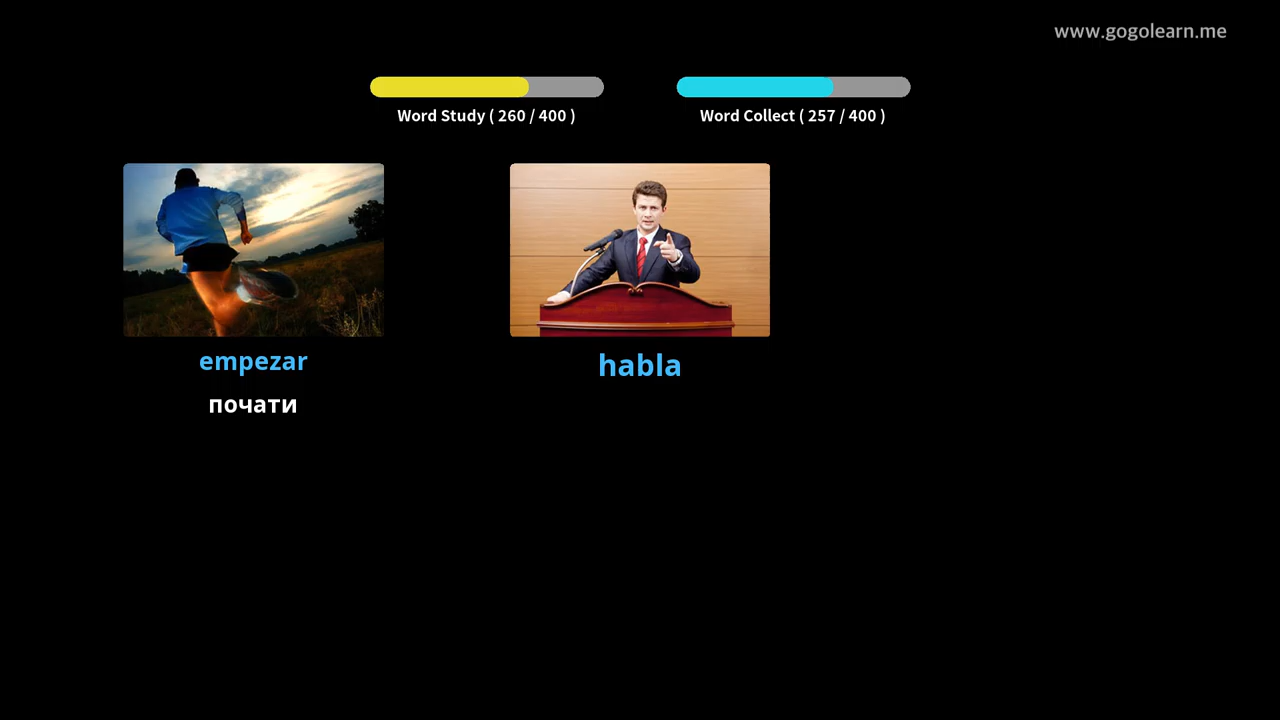 www.gogolearn.me
Word Study ( 260 / 400 )
Word Collect ( 257 / 400 )
empezar
почати
habla